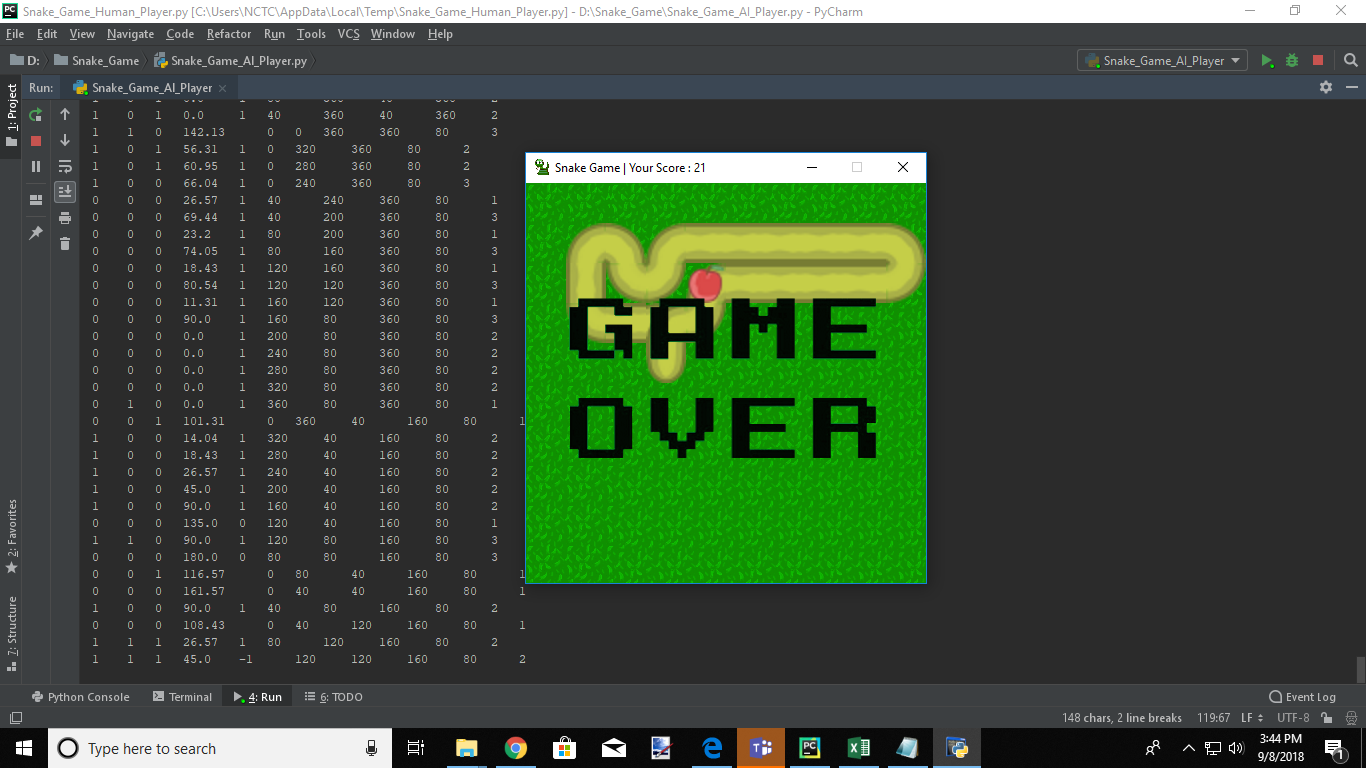 Snake_Game_Human_Player.py [C:\Users\NCTC\AppData\Local\Temp\Snake_Game_Human_Player.py] - D:\Snake_Game\Snake_Game_AI_Player.py - PyCharm
File Edit View Navigate Code Refactor Run Tools VCS Window Help
D: Snake_Game Snake_Game_AI_Player.py Snake_Game_AI_Player
Run: Snake_Game_AI_Player
1: Project
1 0 1 0.0 1 40 360 40 360 2
1 1 0 142.13 0 0 360 360 80 3
1 0 1 56.31 1 0 320 360 80 2
1 0 1 60.95 1 0 280 360 80 2
1 0 1 66.04 1 0 240 360 80 3
0 0 0 26.57 1 40 240 360 80 1
0 0 0 69.44 1 40 200 360 80 3
0 0 0 23.2 1 80 200 360 80 1
0 0 0 74.05 1 80 160 360 80 3
0 0 0 18.43 1 120 160 360 80 1
0 0 0 80.54 1 120 120 360 80 3
0 0 0 11.31 1 160 120 360 80 1
0 0 0 90.0 1 160 80 360 80 3
0 0 0 0.0 1 200 80 360 80 2
0 0 0 0.0 1 240 80 360 80 2
0 0 0 0.0 1 280 80 360 80 2
0 0 0 0.0 1 320 80 360 80 2
0 1 0 0.0 1 360 80 360 80 1
0 0 1 101.31 0 360 40 160 80 1
1 0 0 14.04 1 320 40 160 80 2
1 0 0 18.43 1 280 40 160 80 2
1 0 0 26.57 1 240 40 160 80 2
1 0 0 45.0 1 200 40 160 80 2
1 0 0 90.0 1 160 40 160 80 2
0 0 0 135.0 0 120 40 160 80 1
1 1 0 90.0 1 120 80 160 80 3
0 0 0 180.0 0 80 80 160 80 3
0 0 1 116.57 0 80 40 160 80 1
0 0 1 161.57 0 40 40 160 80 1
1 0 0 90.0 1 40 80 160 80 2
0 0 0 108.43 0 40 120 160 80 1
1 1 1 26.57 1 80 120 160 80 2
1 1 1 45.0 -1 120 120 160 80 2
Snake Game | Your Score : 21
GAME
OVER
2: Favorites
7: Structure
Python Console Terminal 4: Run 6: TODO Event Log
148 chars, 2 line breaks 119:67 LF UTF-8
Type here to search
3:44 PM
9/8/2018
1